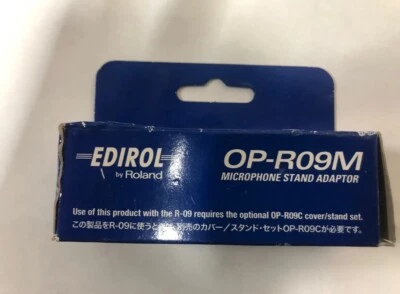 EDIROL
by Roland
OP-R09M
MICROPHONE STAND ADAPTOR
Use of this product with the R-09 requires the optional OP-R09C cover/stand set.
この製品をR-09に使うとき、別売のカバー/スタンド・セットOP-R09Cが必要です。